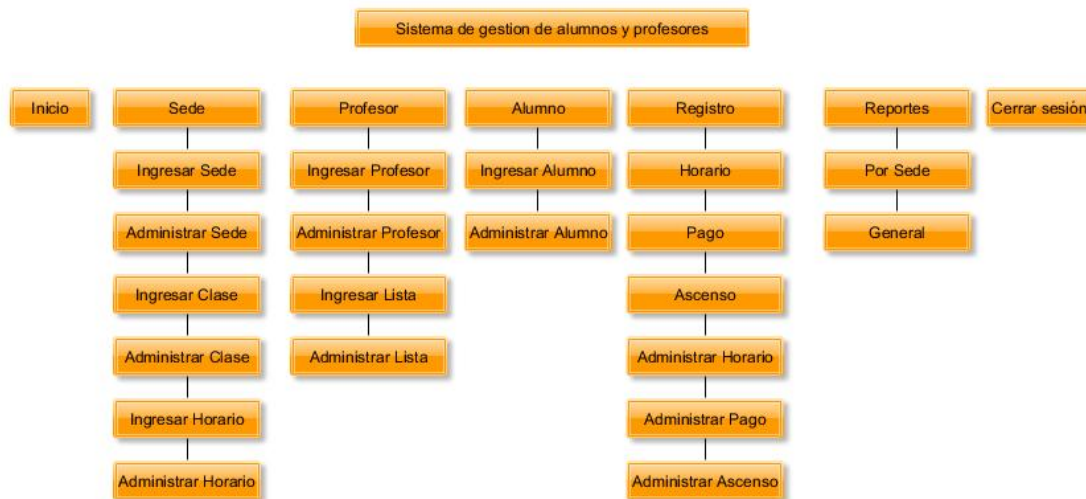 Sistema de gestion de alumnos y profesores
Inicio
Sede
Profesor
Alumno
Registro
Reportes
Cerrar sesión
Ingresar Sede
Ingresar Profesor
Ingresar Alumno
Horario
Por Sede
Administrar Sede
Administrar Profesor
Administrar Alumno
Pago
General
Ingresar Clase
Ingresar Lista
Ascenso
Administrar Clase
Administrar Lista
Administrar Horario
Ingresar Horario
Administrar Pago
Administrar Horario
Administrar Ascenso